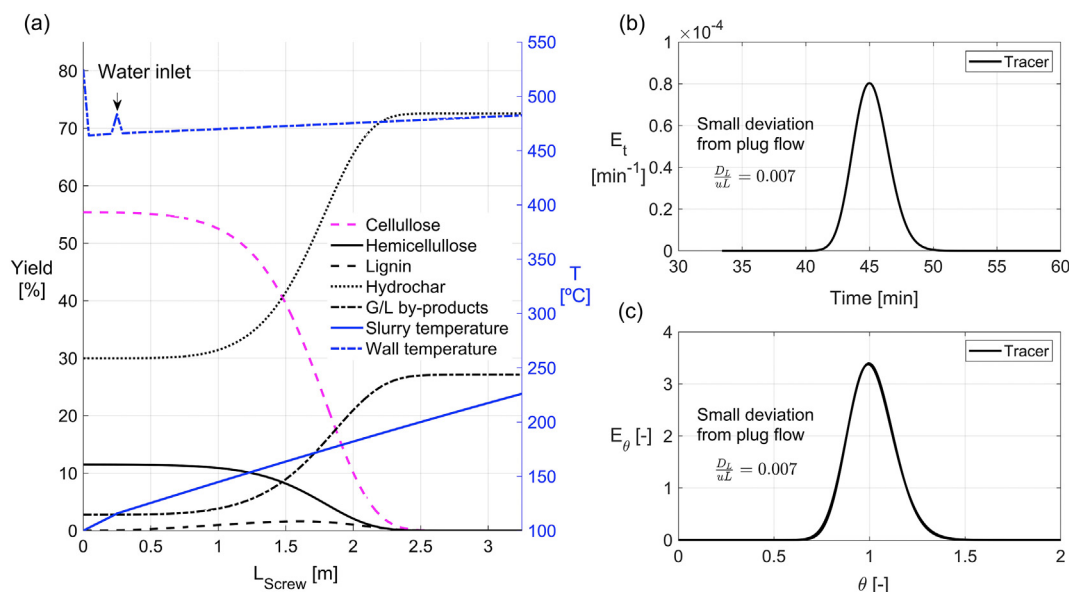 (a)
Water inlet
Yield
[%]
80
70
60
50
40
30
20
10
0
0
0.5
1
1.5
2
2.5
3
L_Screw [m]
Cellullose
Hemicellullose
Lignin
Hydrochar
G/L by-products
Slurry temperature
Wall temperature
550
500
450
400
350
300
250
200
150
100
T
[ºC]
(b)
1 ×10⁻⁴
0.8
0.6
0.4
0.2
0
E_t
[min⁻¹]
Tracer
Small deviation
from plug flow
D_L/uL = 0.007
30
35
40
45
50
55
60
Time [min]
(c)
4
3
2
1
0
E_θ [-]
Tracer
Small deviation
from plug flow
D_L/uL = 0.007
0
0.5
1
1.5
2
θ [-]